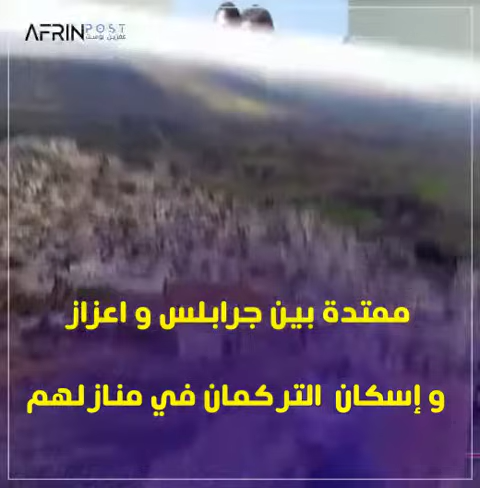 AFRIN POST
عفرين بوست
ممتدة بين جرابلس و اعزاز
و إسكان التركمان في منازلهم